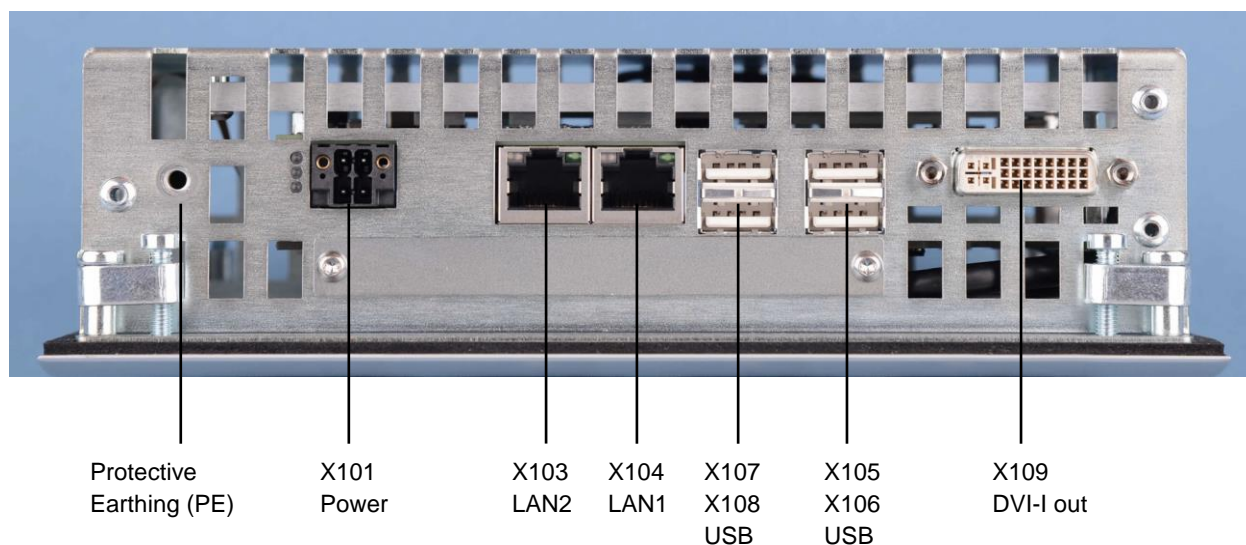 Protective
Earthing (PE)
X101
Power
X103
LAN2
X104
LAN1
X107
X108
USB
X105
X106
USB
X109
DVI-I out